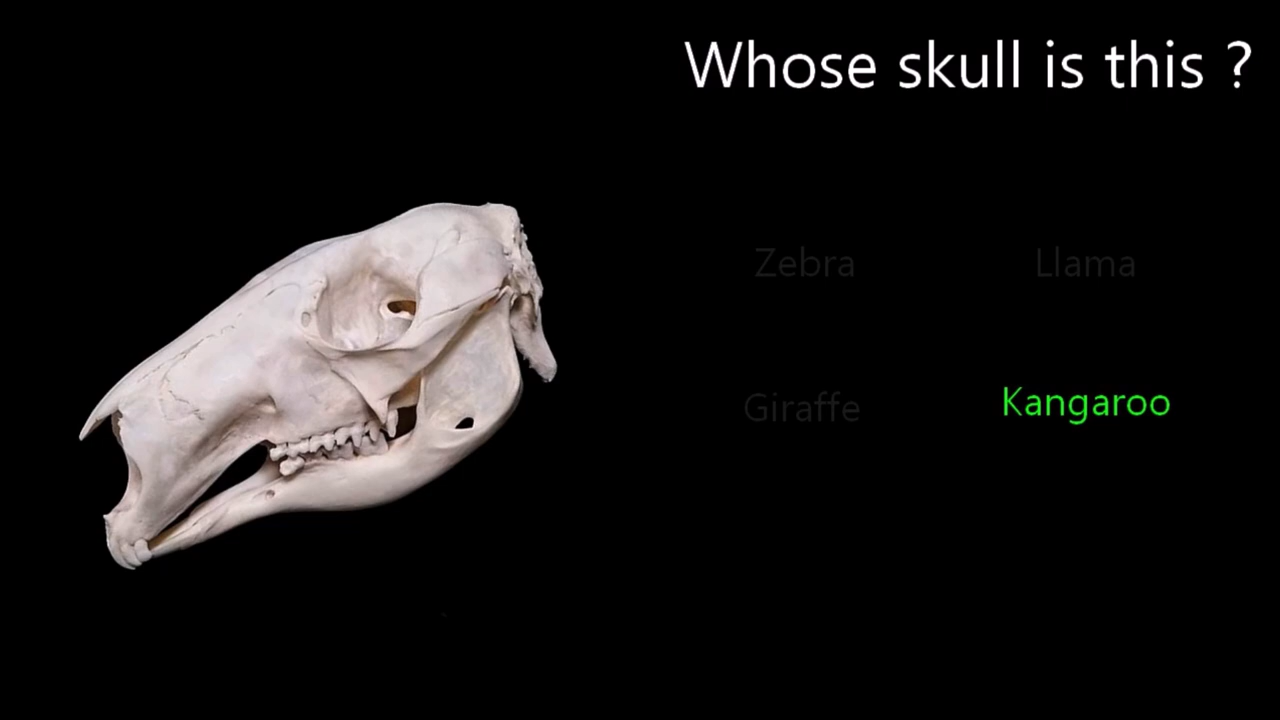 Whose skull is this ?
Zebra
Llama
Giraffe
Kangaroo